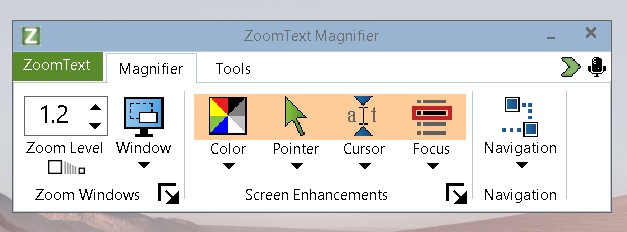 Z ZoomText Magnifier
ZoomText Magnifier Tools
1.2 a t
Zoom Level Window Color Pointer Cursor Focus Navigation
Zoom Windows Screen Enhancements Navigation